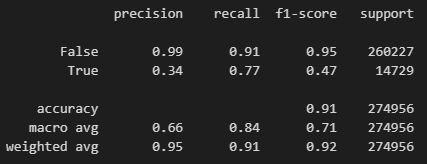 precision recall f1-score support
False 0.99 0.91 0.95 260227
True 0.34 0.77 0.47 14729
accuracy 0.91 274956
macro avg 0.66 0.84 0.71 274956
weighted avg 0.95 0.91 0.92 274956